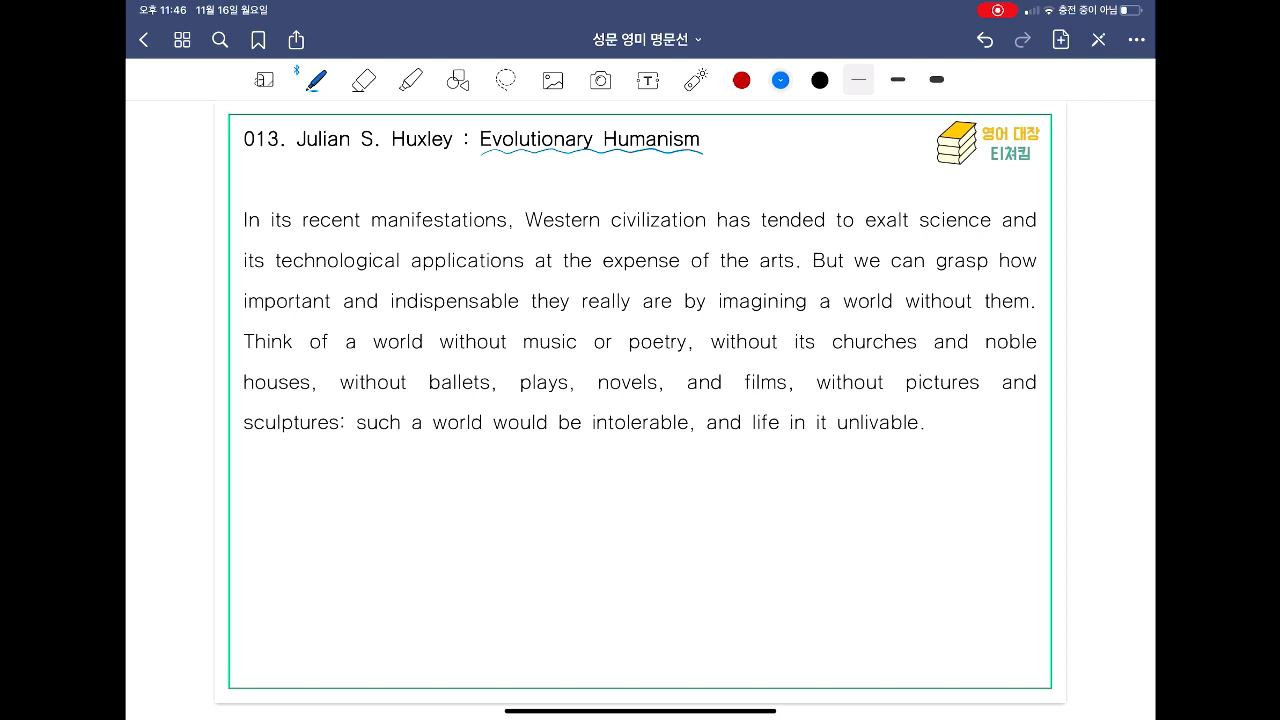 오후 11:46 11월 16일 월요일
충전 중이 아님
성문 영미 명문선
T
013. Julian S. Huxley : Evolutionary Humanism
영어 대장
티쳐킴
In its recent manifestations, Western civilization has tended to exalt science and
its technological applications at the expense of the arts. But we can grasp how
important and indispensable they really are by imagining a world without them.
Think of a world without music or poetry, without its churches and noble
houses, without ballets, plays, novels, and films, without pictures and
sculptures: such a world would be intolerable, and life in it unlivable.